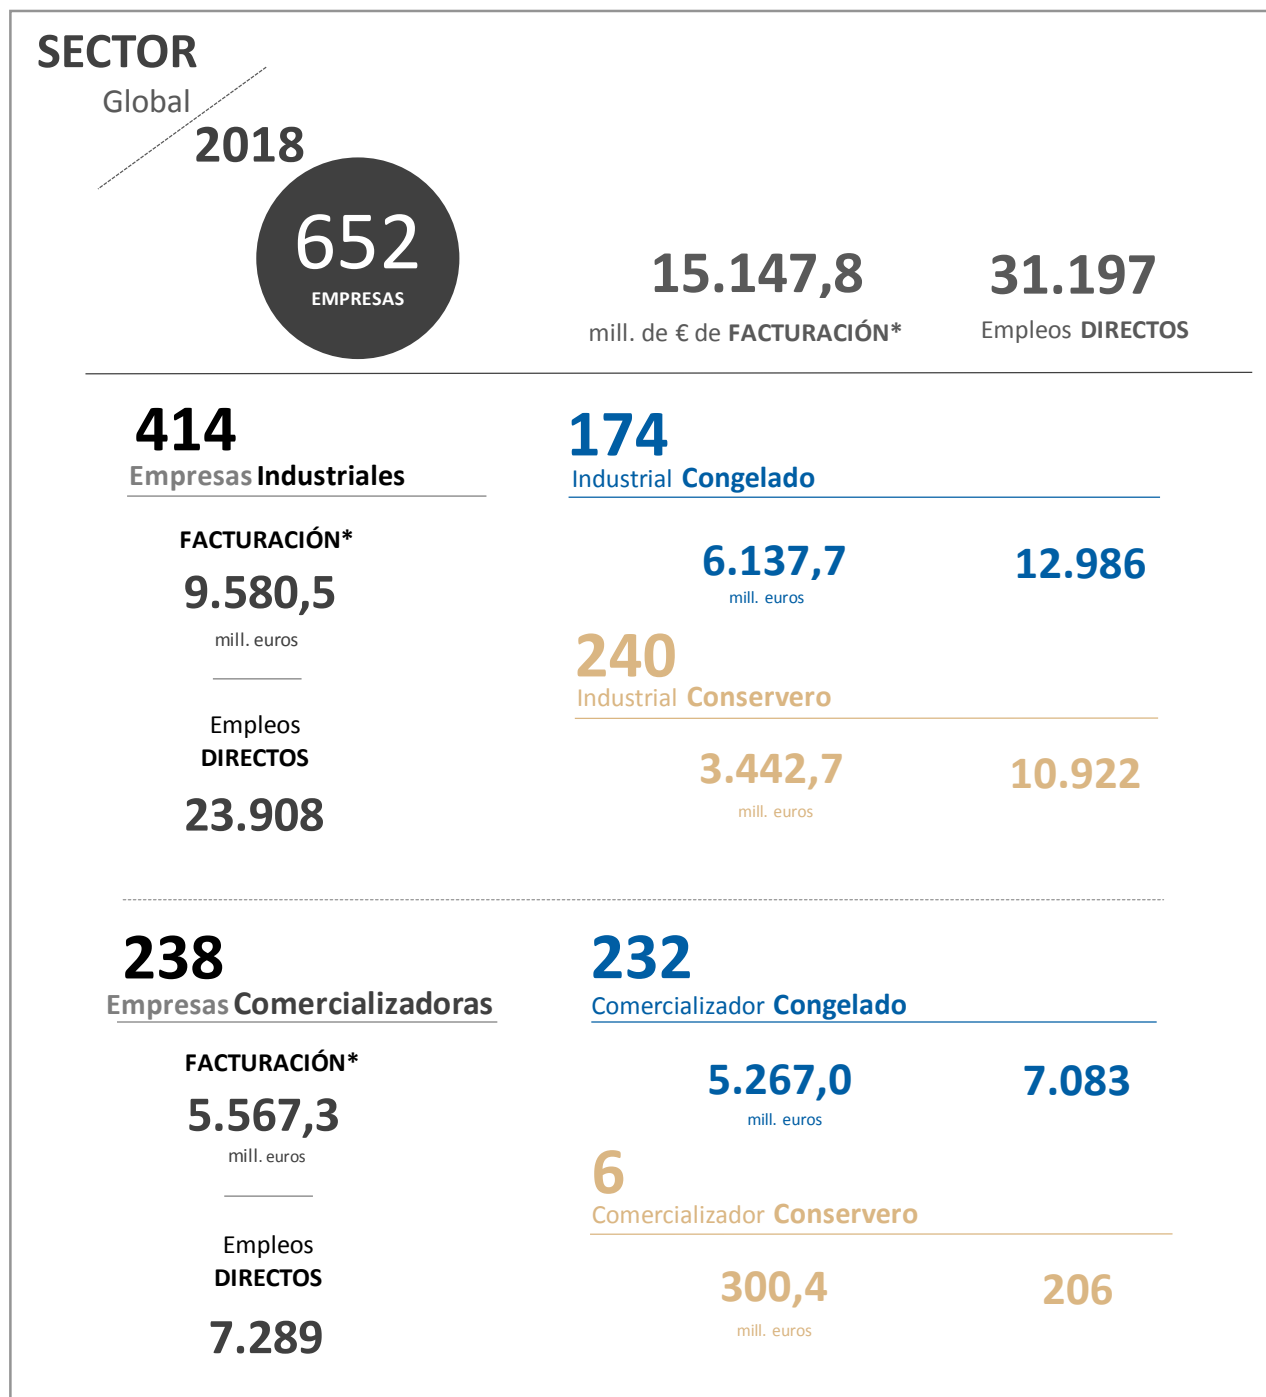 SECTOR
Global
2018
652
EMPRESAS
15.147,8
mill. de € de FACTURACIÓN*
31.197
Empleos DIRECTOS
414
Empresas Industriales
FACTURACIÓN*
9.580,5
mill. euros
Empleos
DIRECTOS
23.908
174
Industrial Congelado
6.137,7
mill. euros
12.986
240
Industrial Conservero
3.442,7
mill. euros
10.922
238
Empresas Comercializadoras
FACTURACIÓN*
5.567,3
mill. euros
Empleos
DIRECTOS
7.289
232
Comercializador Congelado
5.267,0
mill. euros
7.083
6
Comercializador Conservero
300,4
mill. euros
206